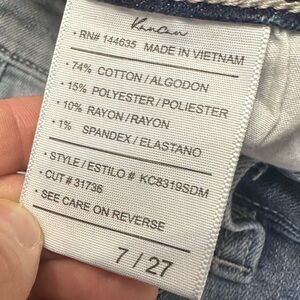 KanCan
• RN# 144635 MADE IN VIETNAM
• 74% COTTON / ALGODON
• 15% POLYESTER / POLIESTER
• 10% RAYON / RAYON
• 1% SPANDEX / ELASTANO
• STYLE / ESTILO # KC8319SDM
• CUT # 31736
• SEE CARE ON REVERSE
7 / 27